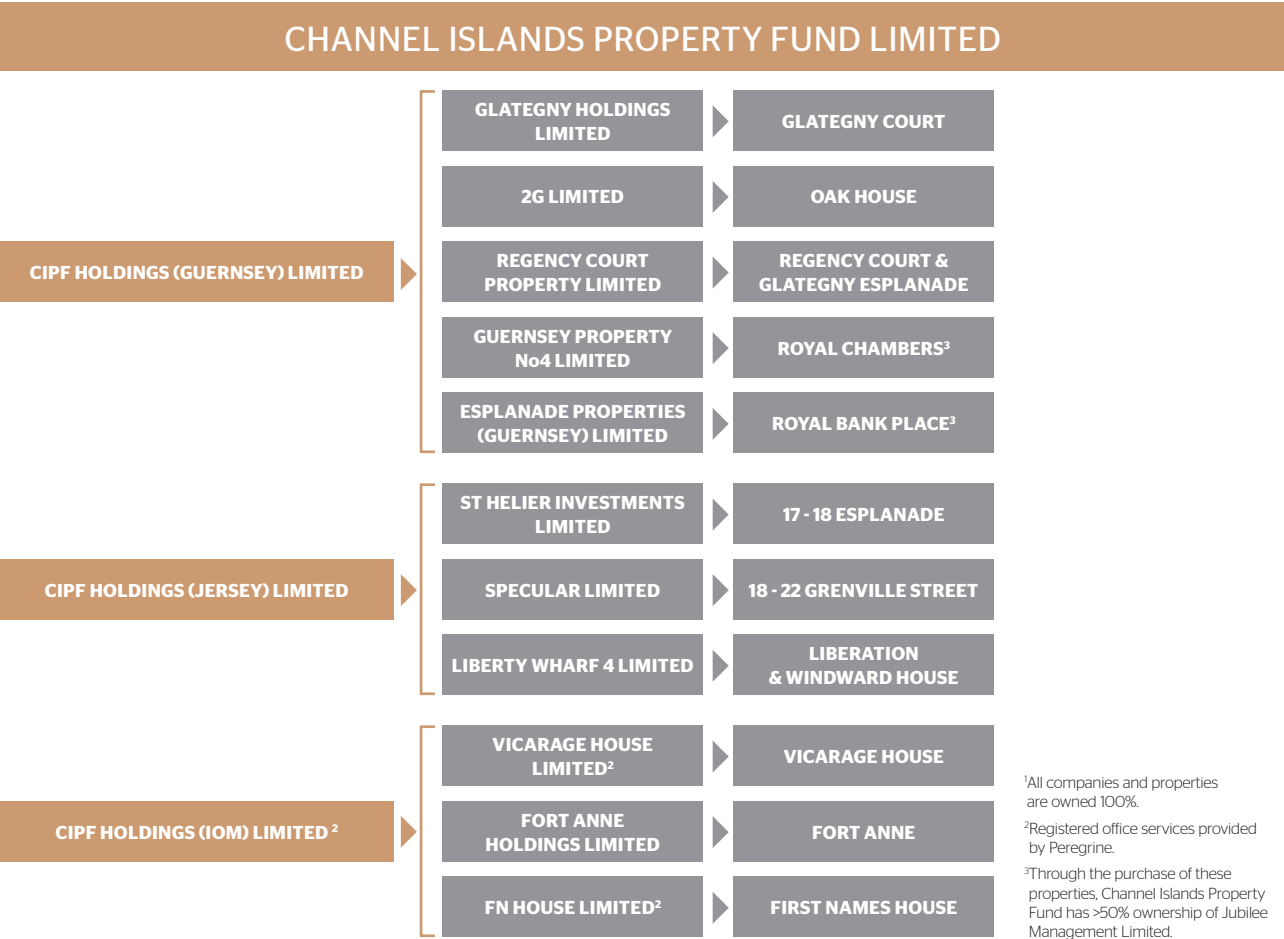 CHANNEL ISLANDS PROPERTY FUND LIMITED
CIPF HOLDINGS (GUERNSEY) LIMITED
GLATEGNY HOLDINGS
LIMITED
GLATEGNY COURT
2G LIMITED
OAK HOUSE
REGENCY COURT
PROPERTY LIMITED
REGENCY COURT &
GLATEGNY ESPLANADE
GUERNSEY PROPERTY
No4 LIMITED
ROYAL CHAMBERS³
ESPLANADE PROPERTIES
(GUERNSEY) LIMITED
ROYAL BANK PLACE³
CIPF HOLDINGS (JERSEY) LIMITED
ST HELIER INVESTMENTS
LIMITED
17 - 18 ESPLANADE
SPECULAR LIMITED
18 - 22 GRENVILLE STREET
LIBERTY WHARF 4 LIMITED
LIBERATION
& WINDWARD HOUSE
CIPF HOLDINGS (IOM) LIMITED ²
VICARAGE HOUSE
LIMITED²
VICARAGE HOUSE
FORT ANNE
HOLDINGS LIMITED
FORT ANNE
FN HOUSE LIMITED²
FIRST NAMES HOUSE
¹All companies and properties
are owned 100%.
²Registered office services provided
by Peregrine.
³Through the purchase of these
properties, Channel Islands Property
Fund has >50% ownership of Jubilee
Management Limited.